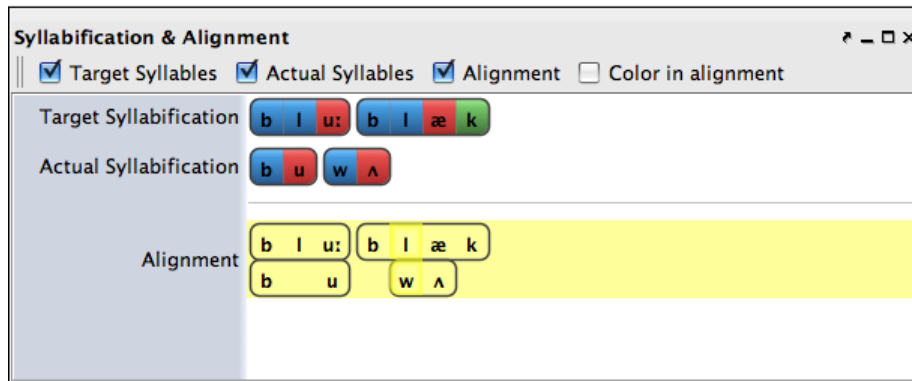 Syllabification & Alignment
Target Syllables Actual Syllables Alignment Color in alignment
Target Syllabification b l uː b l æ k
Actual Syllabification b u w ʌ
Alignment
b l uː b l æ k
b u w ʌ